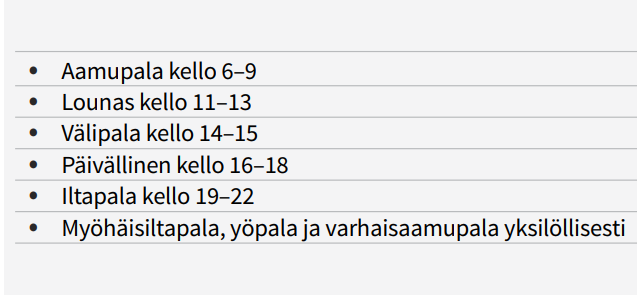 • Aamupala kello 6–9
• Lounas kello 11–13
• Välipala kello 14–15
• Päivällinen kello 16–18
• Iltapala kello 19–22
• Myöhäisiltapala, yöpala ja varhaisaamupala yksilöllisesti